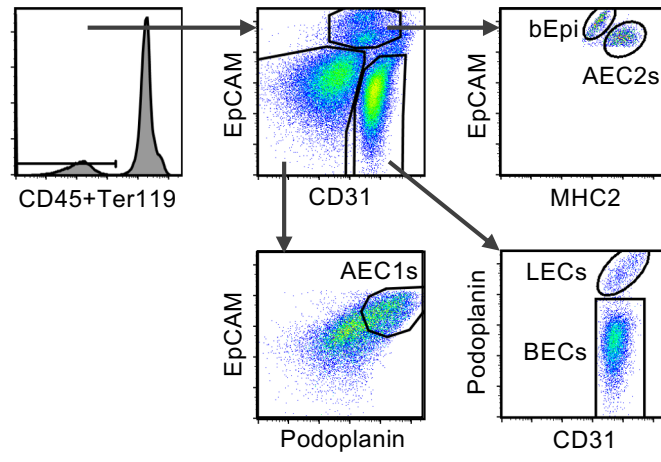 EpCAM
CD45+Ter119
EpCAM
CD31
bEpi
AEC2s
MHC2
EpCAM
AEC1s
Podoplanin
Podoplanin
LECs
BECs
CD31